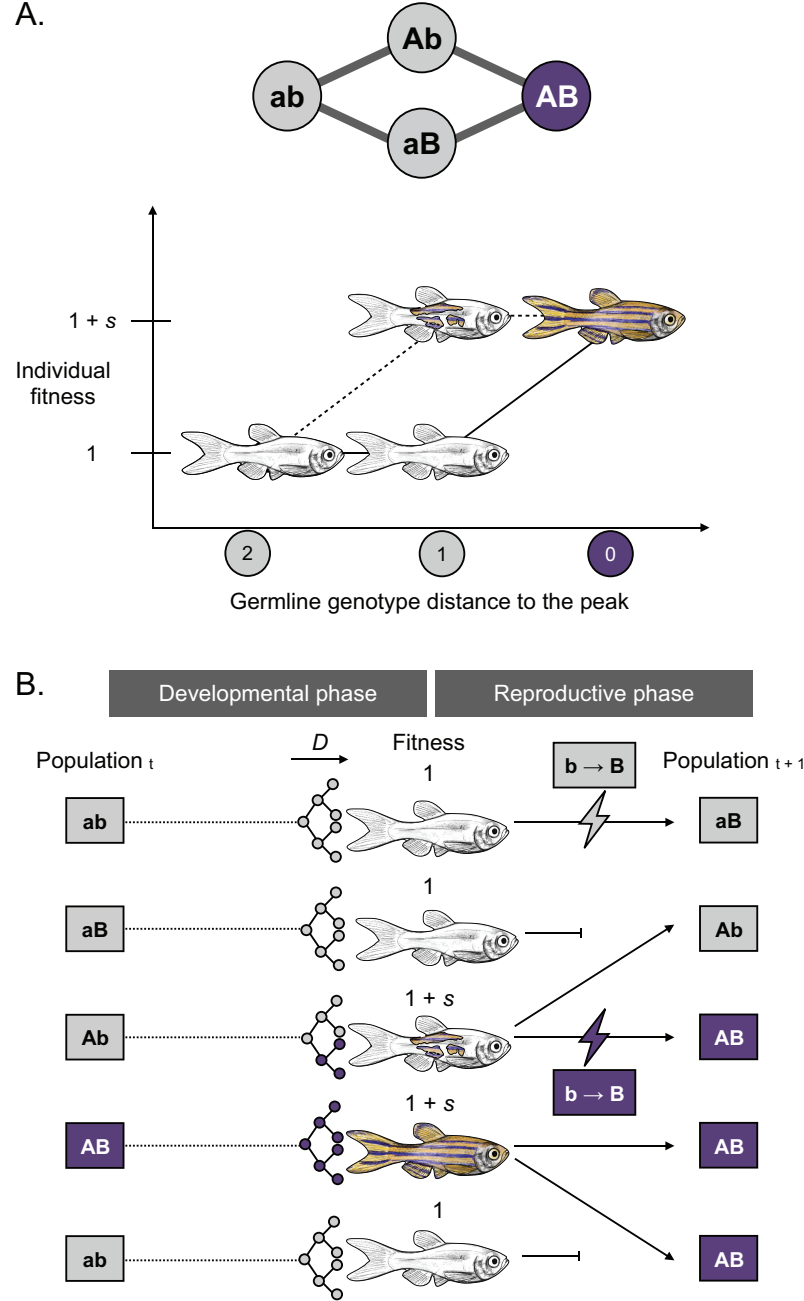 A.
Ab
ab
AB
aB
1 + s
Individual
fitness
1
2
1
0
Germline genotype distance to the peak
B.
Developmental phase
Reproductive phase
Population t
D
Fitness
b → B
Population t + 1
1
ab
aB
1
aB
Ab
1 + s
Ab
AB
b → B
1 + s
AB
AB
1
ab
AB